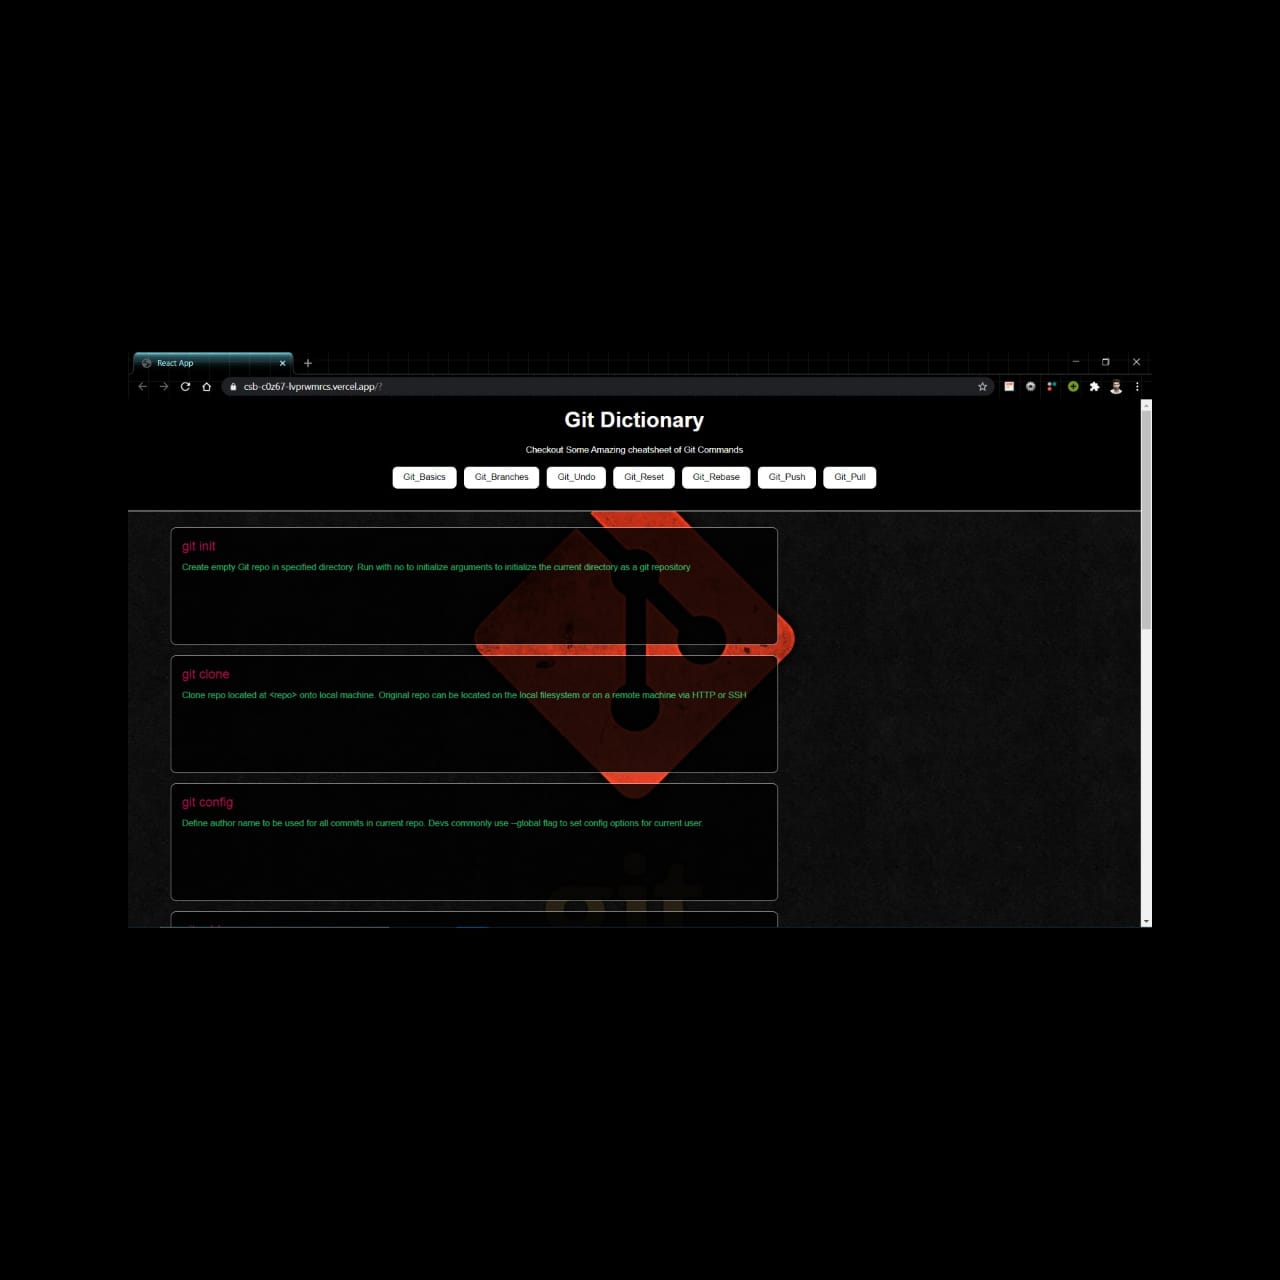 React App
csb-c0z67-lvprwmrcs.vercel.app/?
Git Dictionary
Checkout Some Amazing cheatsheet of Git Commands
Git_Basics Git_Branches Git_Undo Git_Reset Git_Rebase Git_Push Git_Pull
git init
Create empty Git repo in specified directory. Run with no to initialize arguments to initialize the current directory as a git repository
git clone
Clone repo located at <repo> onto local machine. Original repo can be located on the local filesystem or on a remote machine via HTTP or SSH
git config
Define author name to be used for all commits in current repo. Devs commonly use --global flag to set config options for current user.
git